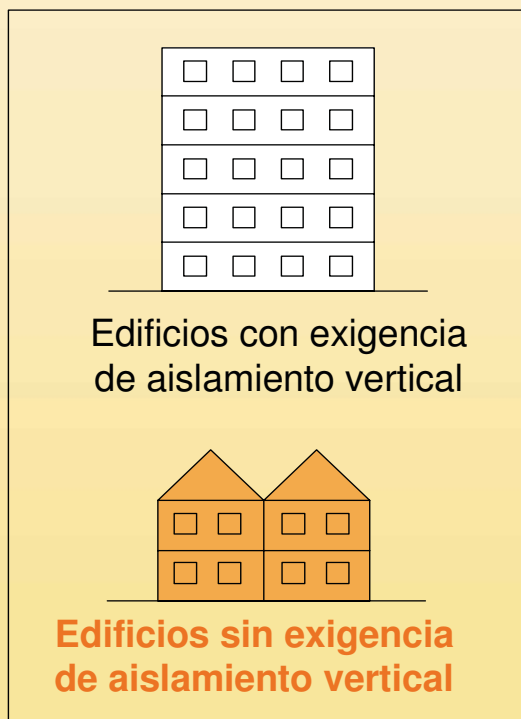 Edificios con exigencia
de aislamiento vertical
Edificios sin exigencia
de aislamiento vertical